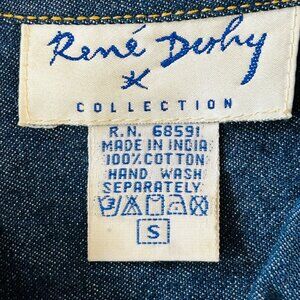 René Derhy
COLLECTION
R.N. 68591
MADE IN INDIA
100% COTTON
HAND WASH
SEPARATELY
S